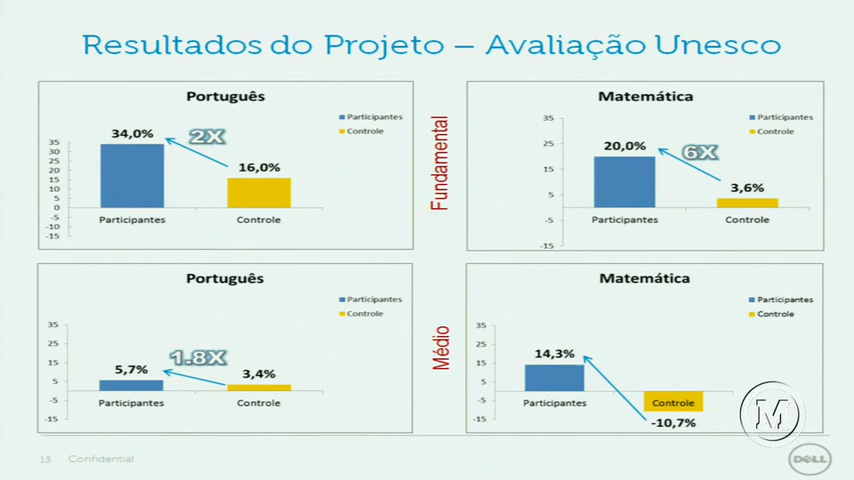 Resultados do Projeto – Avaliação Unesco
Português
Participantes
Controle
34,0%
2X
16,0%
35
30
25
20
15
10
5
0
-5
-10
-15
Participantes
Controle
Fundamental
Matemática
Participantes
Controle
20,0%
6X
3,6%
35
25
15
5
-5
-15
Participantes
Controle
Português
Participantes
Controle
5,7%
1.8X
3,4%
35
25
15
5
-5
-15
Participantes
Controle
Médio
Matemática
Participantes
Controle
14,3%
35
25
15
5
-5
-15
Participantes
Controle
-10,7%
M
13 Confidential
DELL